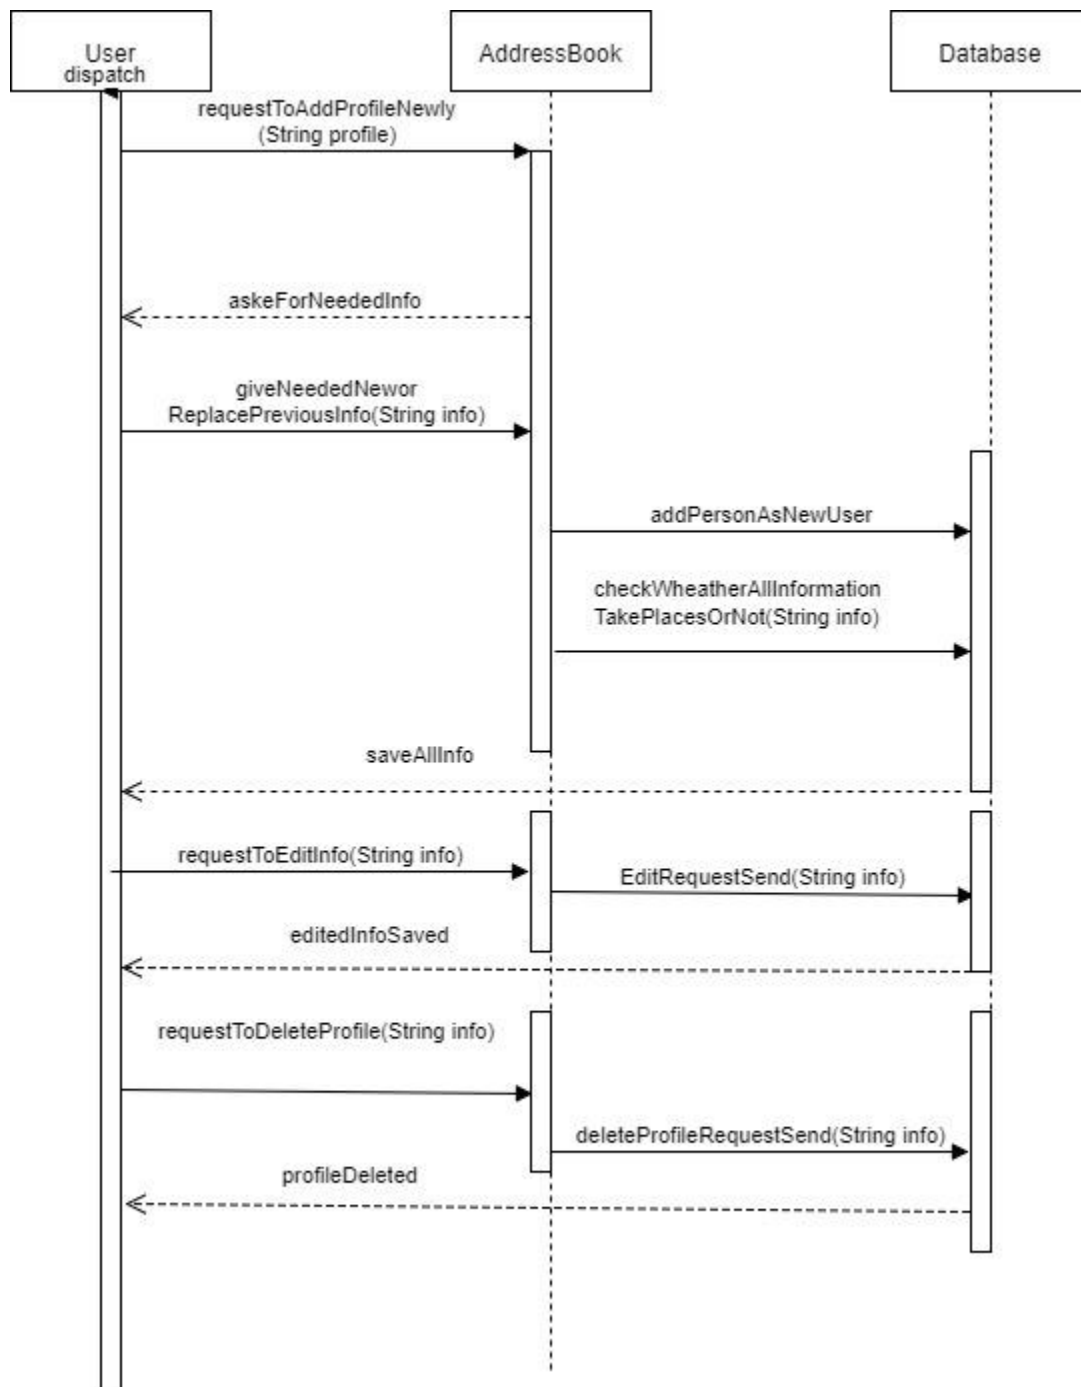 User
dispatch
AddressBook
Database
requestToAddProfileNewly
(String profile)
askeForNeededInfo
giveNeededNewor
ReplacePreviousInfo(String info)
addPersonAsNewUser
checkWheatherAllInformation
TakePlacesOrNot(String info)
saveAllInfo
requestToEditInfo(String info)
EditRequestSend(String info)
editedInfoSaved
requestToDeleteProfile(String info)
deleteProfileRequestSend(String info)
profileDeleted